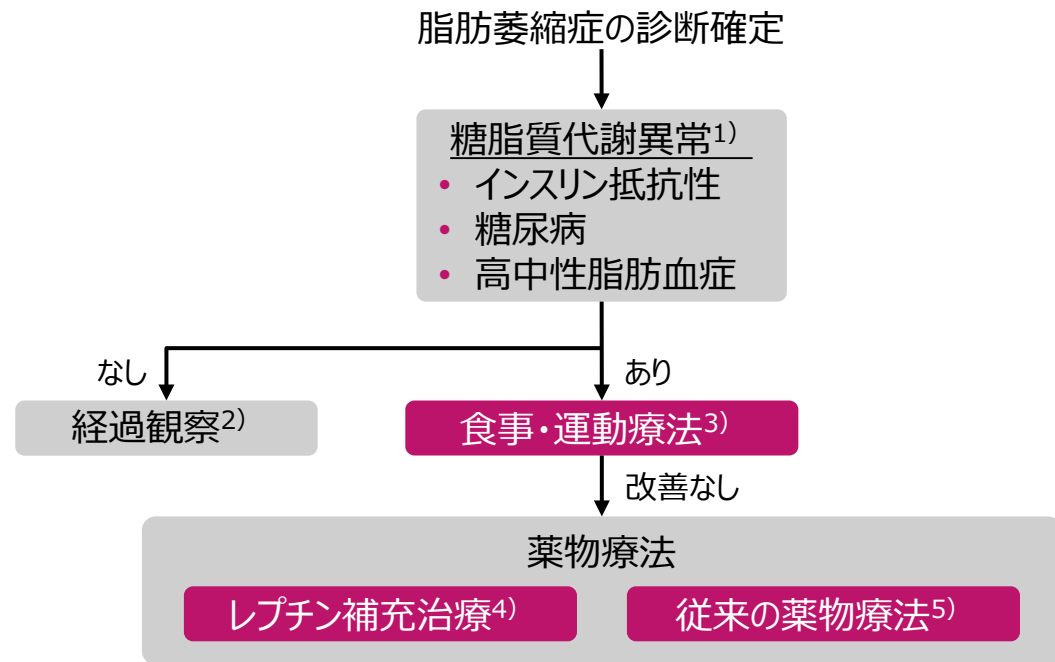 脂肪萎縮症の診断確定
糖脂質代謝異常1)
• インスリン抵抗性
• 糖尿病
• 高中性脂肪血症
なし
あり
経過観察2)
食事・運動療法3)
改善なし
薬物療法
レプチン補充治療4)
従来の薬物療法5)